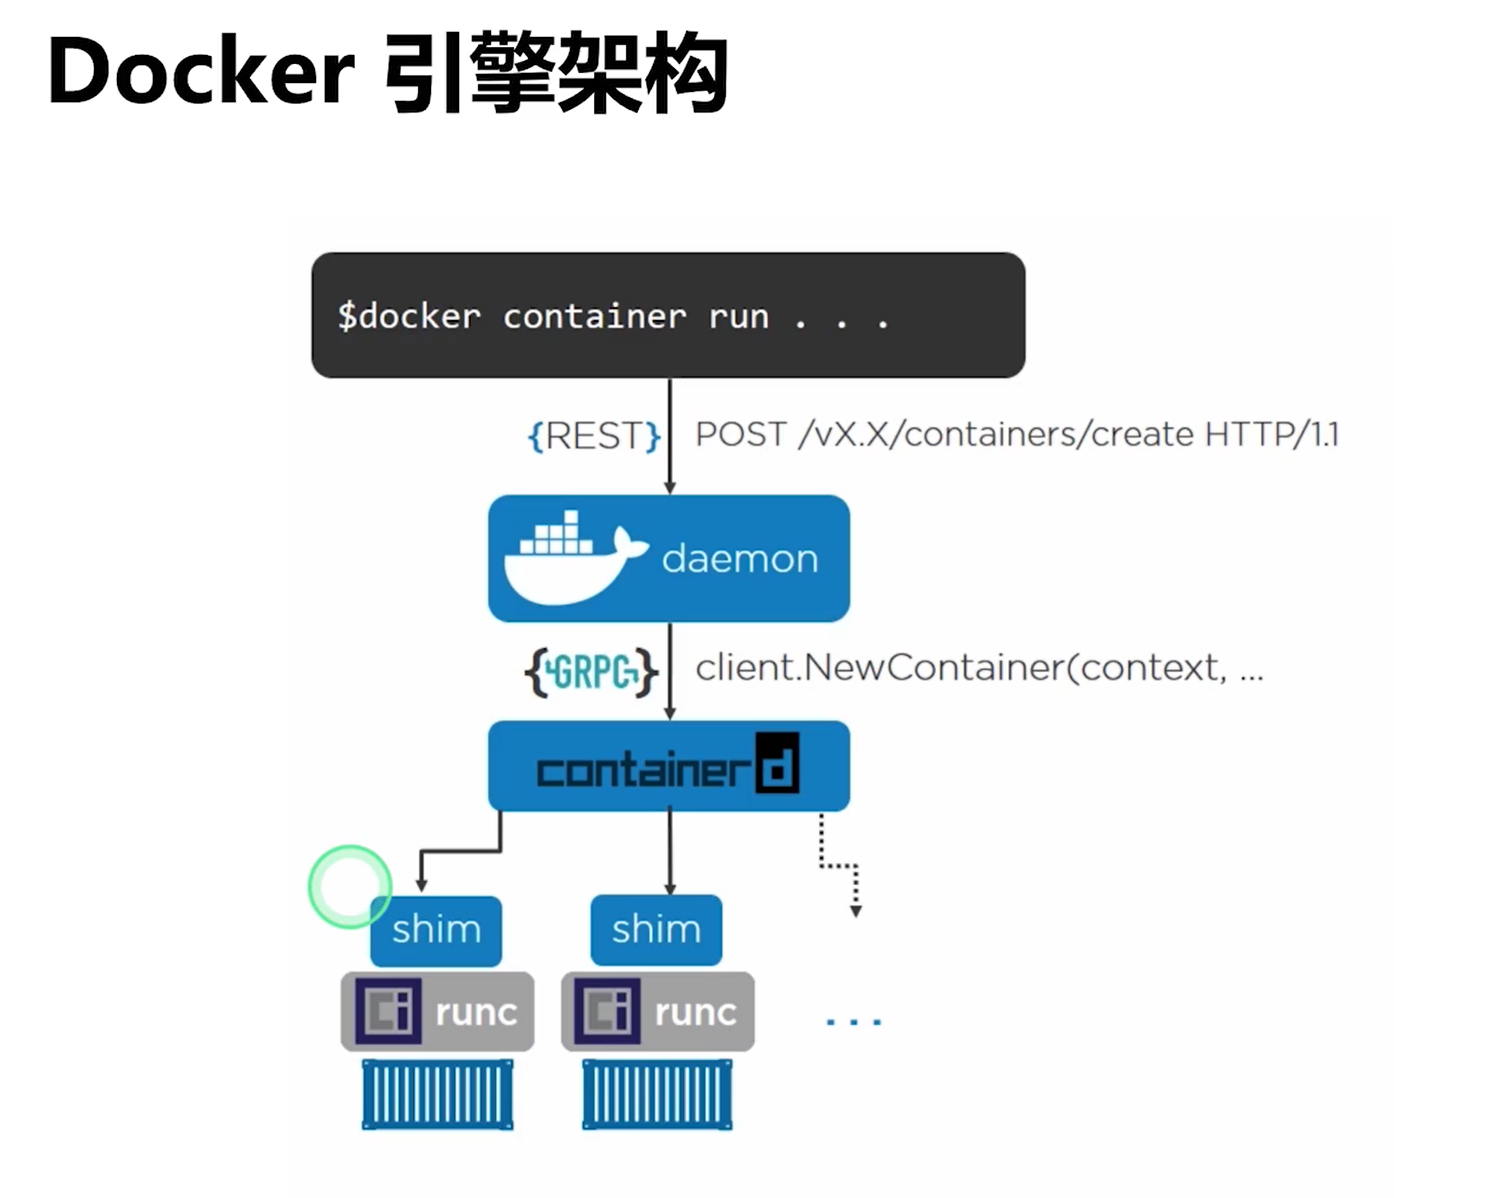 Docker 引擎架构
$docker container run . . .
{REST} POST /vX.X/containers/create HTTP/1.1
daemon
{GRPC} client.NewContainer(context, ...
containerd
shim shim
runc runc
...